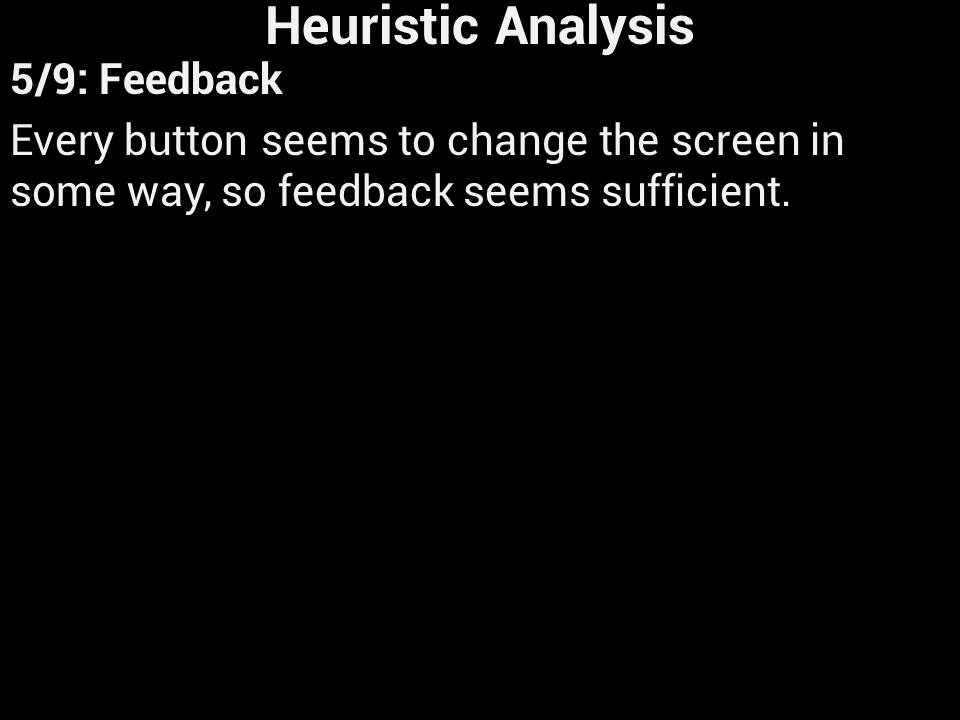 Heuristic Analysis
5/9: Feedback
Every button seems to change the screen in
some way, so feedback seems sufficient.